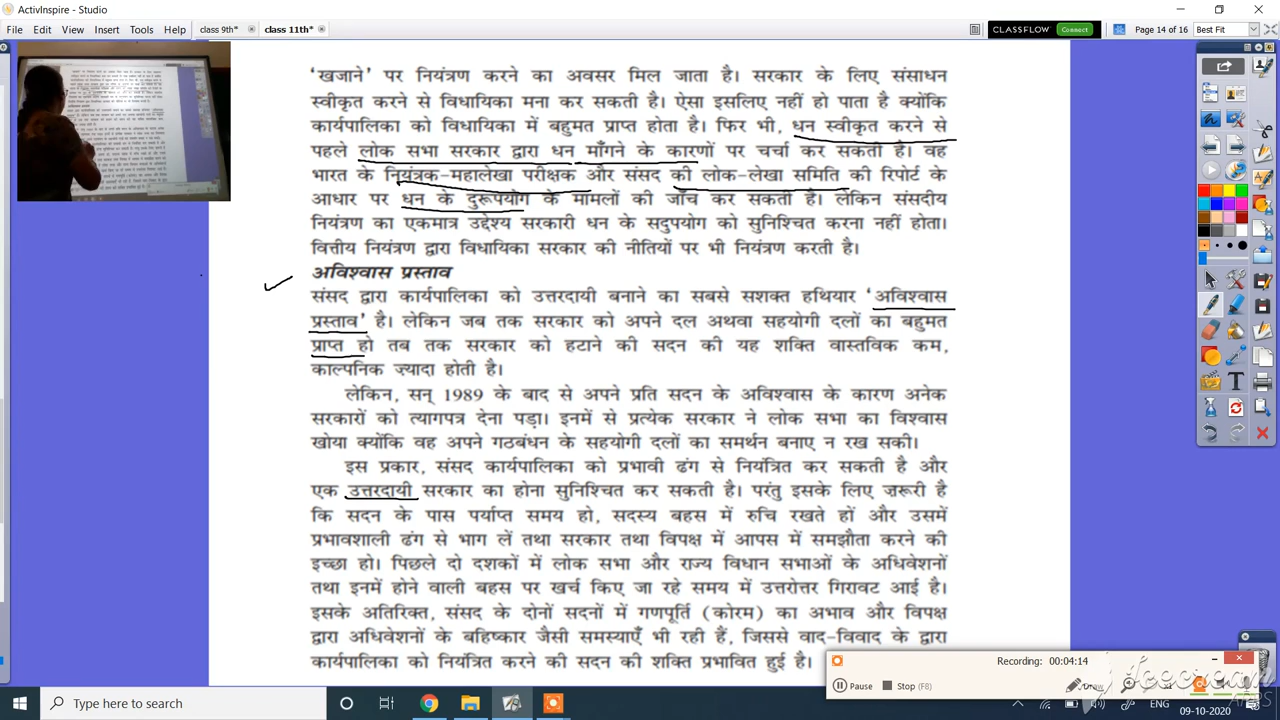 ActivInspire - Studio
File Edit View Insert Tools Help class 9th* class 11th* CLASSFLOW Connect Page 14 of 16 Best Fit
'खजाने' पर नियंत्रण करने का अवसर मिल जाता है। सरकार के लिए संसाधन
स्वीकृत करने से विधायिका मना कर सकती है। ऐसा इसलिए नहीं हो पाता है क्योंकि
कार्यपालिका को विधायिका में बहुमत प्राप्त होता है। फिर भी, धन स्वीकृत करने से
पहले लोक सभा सरकार द्वारा धन माँगने के कारणों पर चर्चा कर सकती है। वह
भारत के नियंत्रक-महालेखा परीक्षक और संसद की लोक-लेखा समिति की रिपोर्ट के
आधार पर धन के दुरूपयोग के मामलों की जाँच कर सकता है। लेकिन संसदीय
नियंत्रण का एकमात्र उद्देश्य सरकारी धन के सदुपयोग को सुनिश्चित करना नहीं होता।
वित्तीय नियंत्रण द्वारा विधायिका सरकार की नीतियों पर भी नियंत्रण करती है।
अविश्वास प्रस्ताव
संसद द्वारा कार्यपालिका को उत्तरदायी बनाने का सबसे सशक्त हथियार 'अविश्वास
प्रस्ताव' है। लेकिन जब तक सरकार को अपने दल अथवा सहयोगी दलों का बहुमत
प्राप्त हो तब तक सरकार को हटाने की सदन की यह शक्ति वास्तविक कम,
काल्पनिक ज़्यादा होती है।
लेकिन, सन् 1989 के बाद से अपने प्रति सदन के अविश्वास के कारण अनेक
सरकारों को त्यागपत्र देना पड़ा। इनमें से प्रत्येक सरकार ने लोक सभा का विश्वास
खोया क्योंकि वह अपने गठबंधन के सहयोगी दलों का समर्थन बनाए न रख सकी।
इस प्रकार, संसद कार्यपालिका को प्रभावी ढंग से नियंत्रित कर सकती है और
एक उत्तरदायी सरकार का होना सुनिश्चित कर सकती है। परंतु इसके लिए ज़रूरी है
कि सदन के पास पर्याप्त समय हो, सदस्य बहस में रुचि रखते हों और उसमें
प्रभावशाली ढंग से भाग लें तथा सरकार तथा विपक्ष में आपस में समझौता करने की
इच्छा हो। पिछले दो दशकों में लोक सभा और राज्य विधान सभाओं के अधिवेशनों
तथा इनमें होने वाली बहस पर खर्च किए जा रहे समय में उत्तरोत्तर गिरावट आई है।
इसके अतिरिक्त, संसद के दोनों सदनों में गणपूर्ति (कोरम) का अभाव और विपक्ष
द्वारा अधिवेशनों के बहिष्कार जैसी समस्याएँ भी रही हैं, जिससे वाद-विवाद के द्वारा
कार्यपालिका को नियंत्रित करने की सदन की शक्ति प्रभावित हुई है।
Recording: 00:04:14
Pause Stop (F8) Draw
Type here to search
09-10-2020